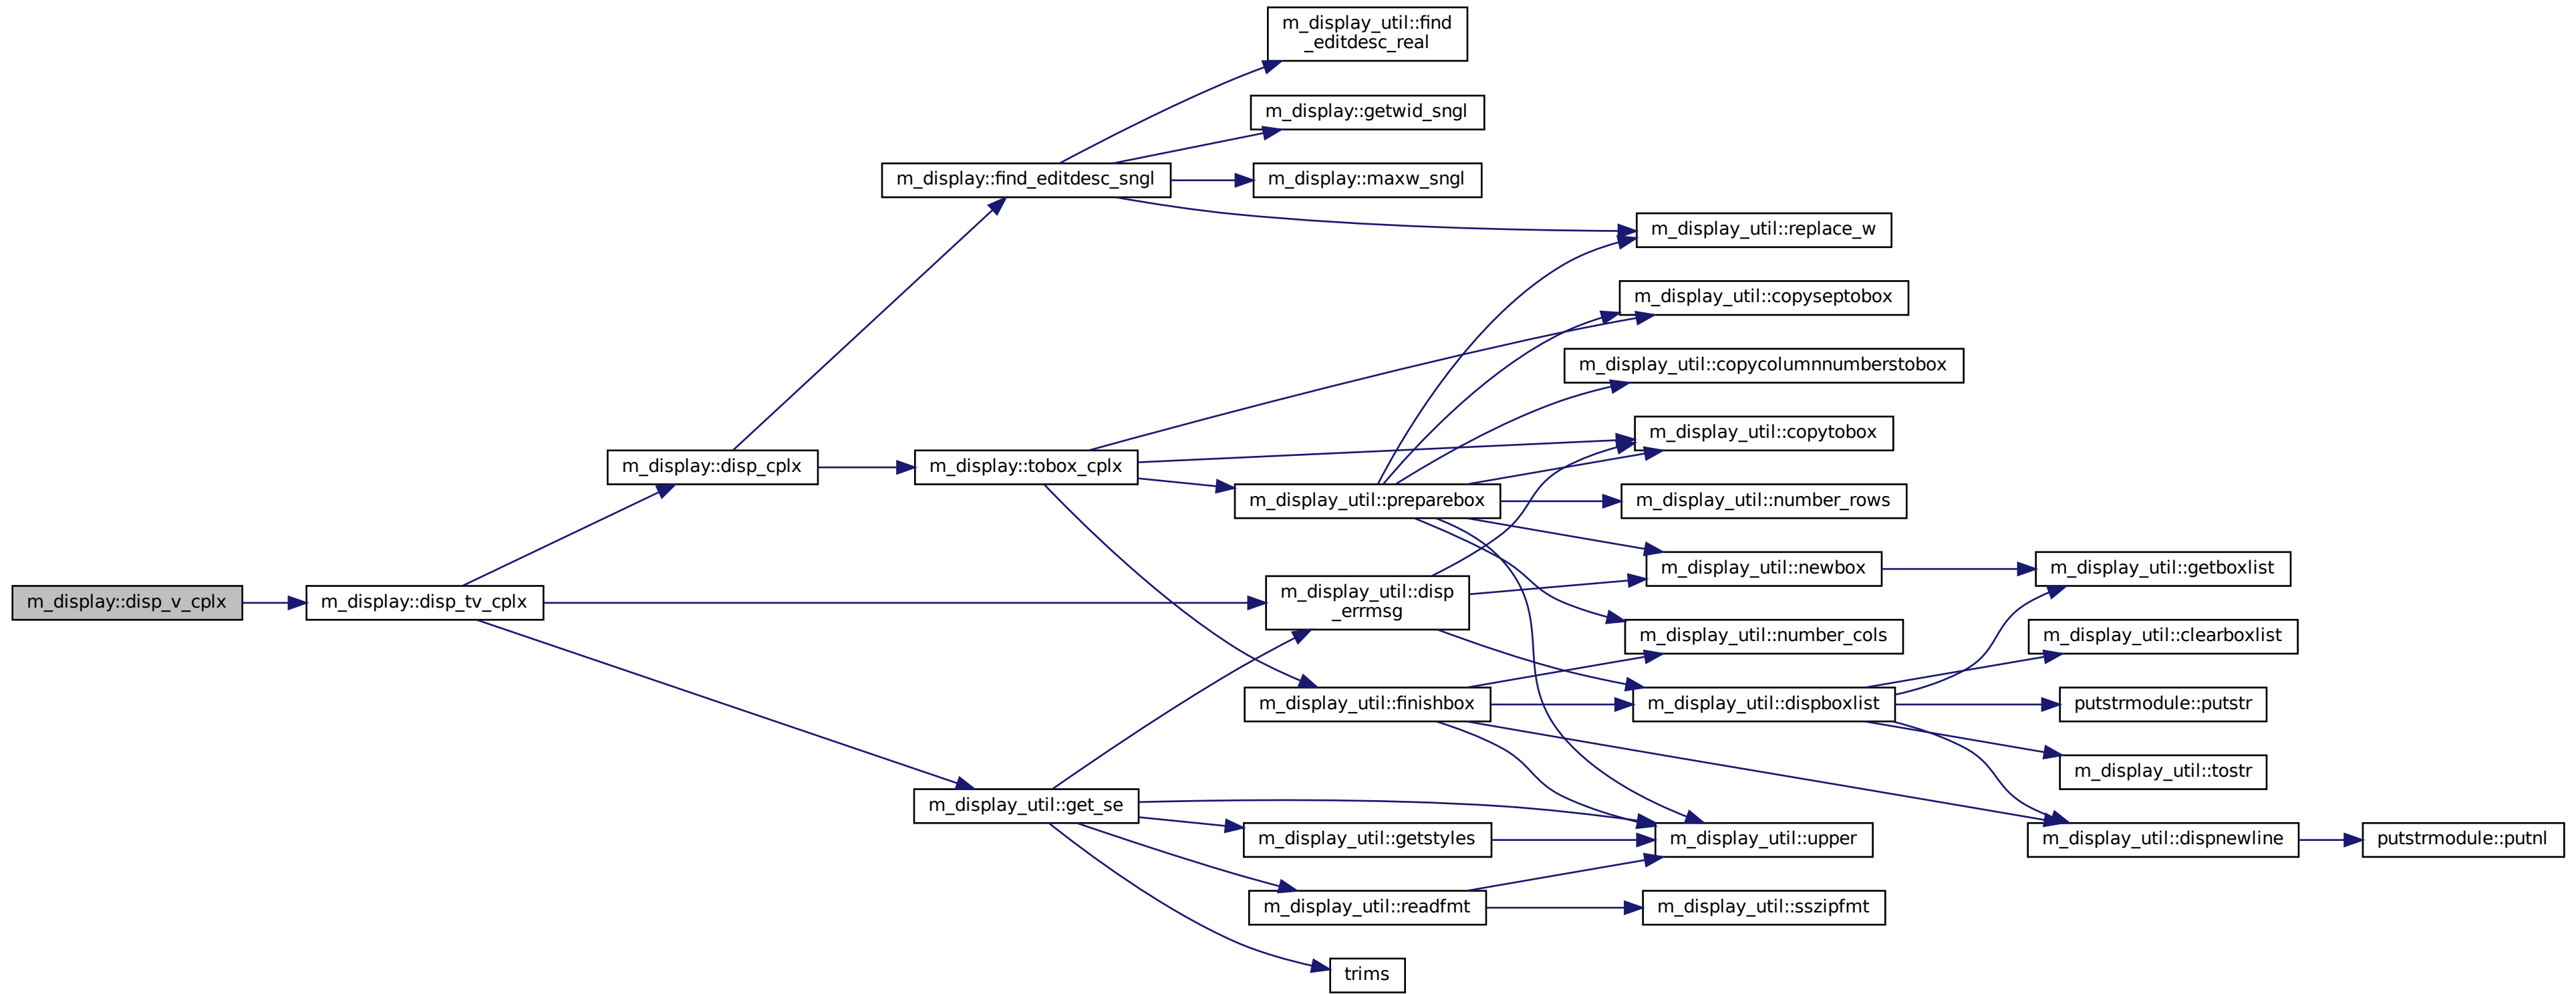 m_display_util::find
_editdesc_real
m_display::getwid_sngl
m_display::find_editdesc_sngl
m_display::maxw_sngl
m_display_util::replace_w
m_display_util::copyseptobox
m_display_util::copycolumnnumberstobox
m_display_util::copytobox
m_display::disp_cplx
m_display::tobox_cplx
m_display_util::preparebox
m_display_util::number_rows
m_display_util::newbox
m_display_util::getboxlist
m_display::disp_v_cplx
m_display::disp_tv_cplx
m_display_util::disp
_errmsg
m_display_util::number_cols
m_display_util::clearboxlist
m_display_util::finishbox
m_display_util::dispboxlist
putstrmodule::putstr
m_display_util::tostr
m_display_util::get_se
m_display_util::getstyles
m_display_util::upper
m_display_util::dispnewline
putstrmodule::putnl
m_display_util::readfmt
m_display_util::sszipfmt
trims